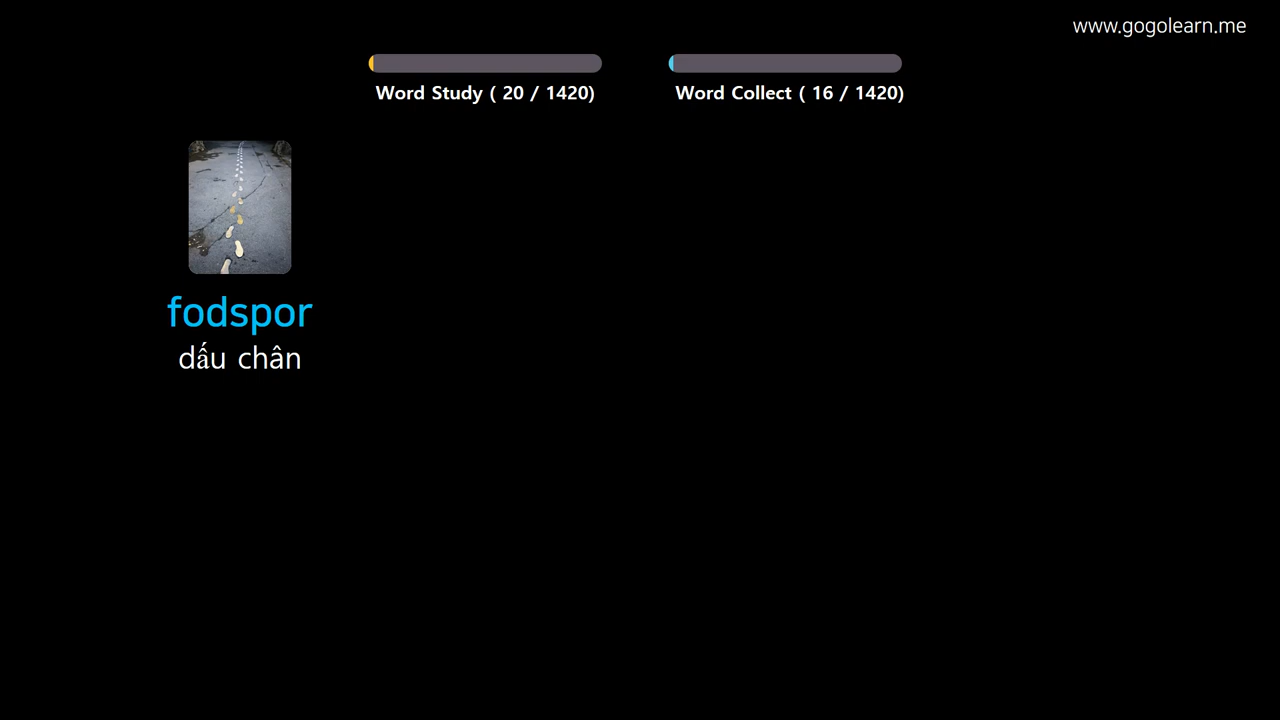 www.gogolearn.me
Word Study ( 20 / 1420)
Word Collect ( 16 / 1420)
fodspor
dấu chân